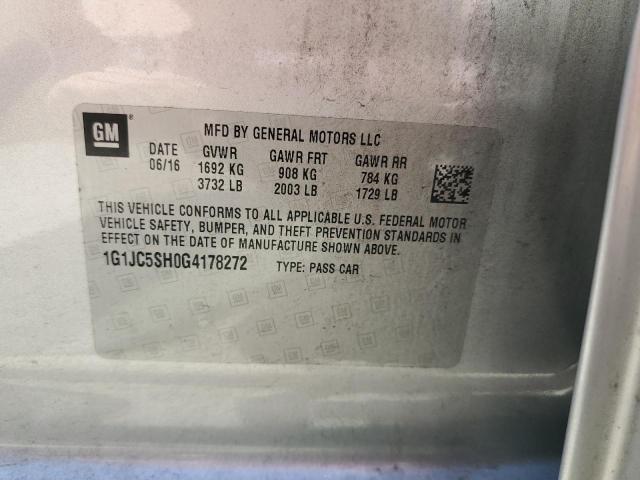 GM ®
MFD BY GENERAL MOTORS LLC
DATE GVWR GAWR FRT GAWR RR
06/16 1692 KG 908 KG 784 KG
3732 LB 2003 LB 1729 LB
THIS VEHICLE CONFORMS TO ALL APPLICABLE U.S. FEDERAL MOTOR
VEHICLE SAFETY, BUMPER, AND THEFT PREVENTION STANDARDS IN
EFFECT ON THE DATE OF MANUFACTURE SHOWN ABOVE.
1G1JC5SH0G4178272 TYPE: PASS CAR